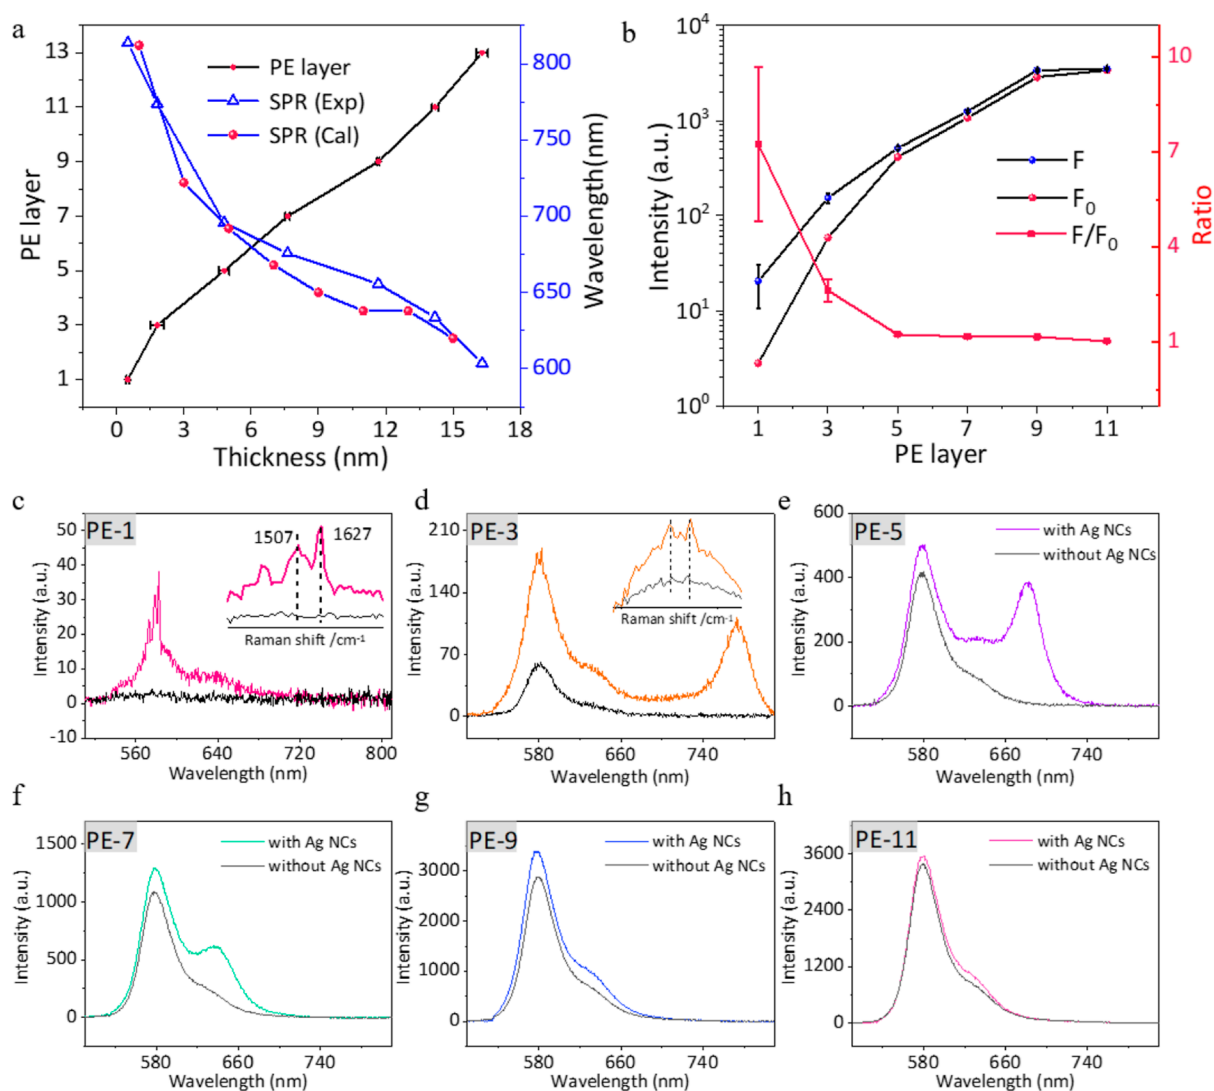 a
PE layer
13
11
9
7
5
3
1
PE layer
SPR (Exp)
SPR (Cal)
800
750
700
650
600
Wavelength(nm)
0 3 6 9 12 15 18
Thickness (nm)
b
Intensity (a.u.)
10⁴
10³
10²
10¹
10⁰
F
F₀
F/F₀
10
7
4
1
Ratio
1 3 5 7 9 11
PE layer
c
PE-1
Intensity (a.u.)
50
40
30
20
10
0
-10
1507 1627
Raman shift /cm⁻¹
560 640 720 800
Wavelength (nm)
d
PE-3
Intensity (a.u.)
210
140
70
0
Raman shift /cm⁻¹
580 660 740
Wavelength (nm)
e
PE-5
Intensity (a.u.)
600
400
200
0
with Ag NCs
without Ag NCs
580 660 740
Wavelength (nm)
f
PE-7
Intensity (a.u.)
1500
1000
500
0
with Ag NCs
without Ag NCs
580 660 740
Wavelength (nm)
g
PE-9
Intensity (a.u.)
3000
2000
1000
0
with Ag NCs
without Ag NCs
580 660 740
Wavelength (nm)
h
PE-11
Intensity (a.u.)
3600
2400
1200
0
with Ag NCs
without Ag NCs
580 660 740
Wavelength (nm)